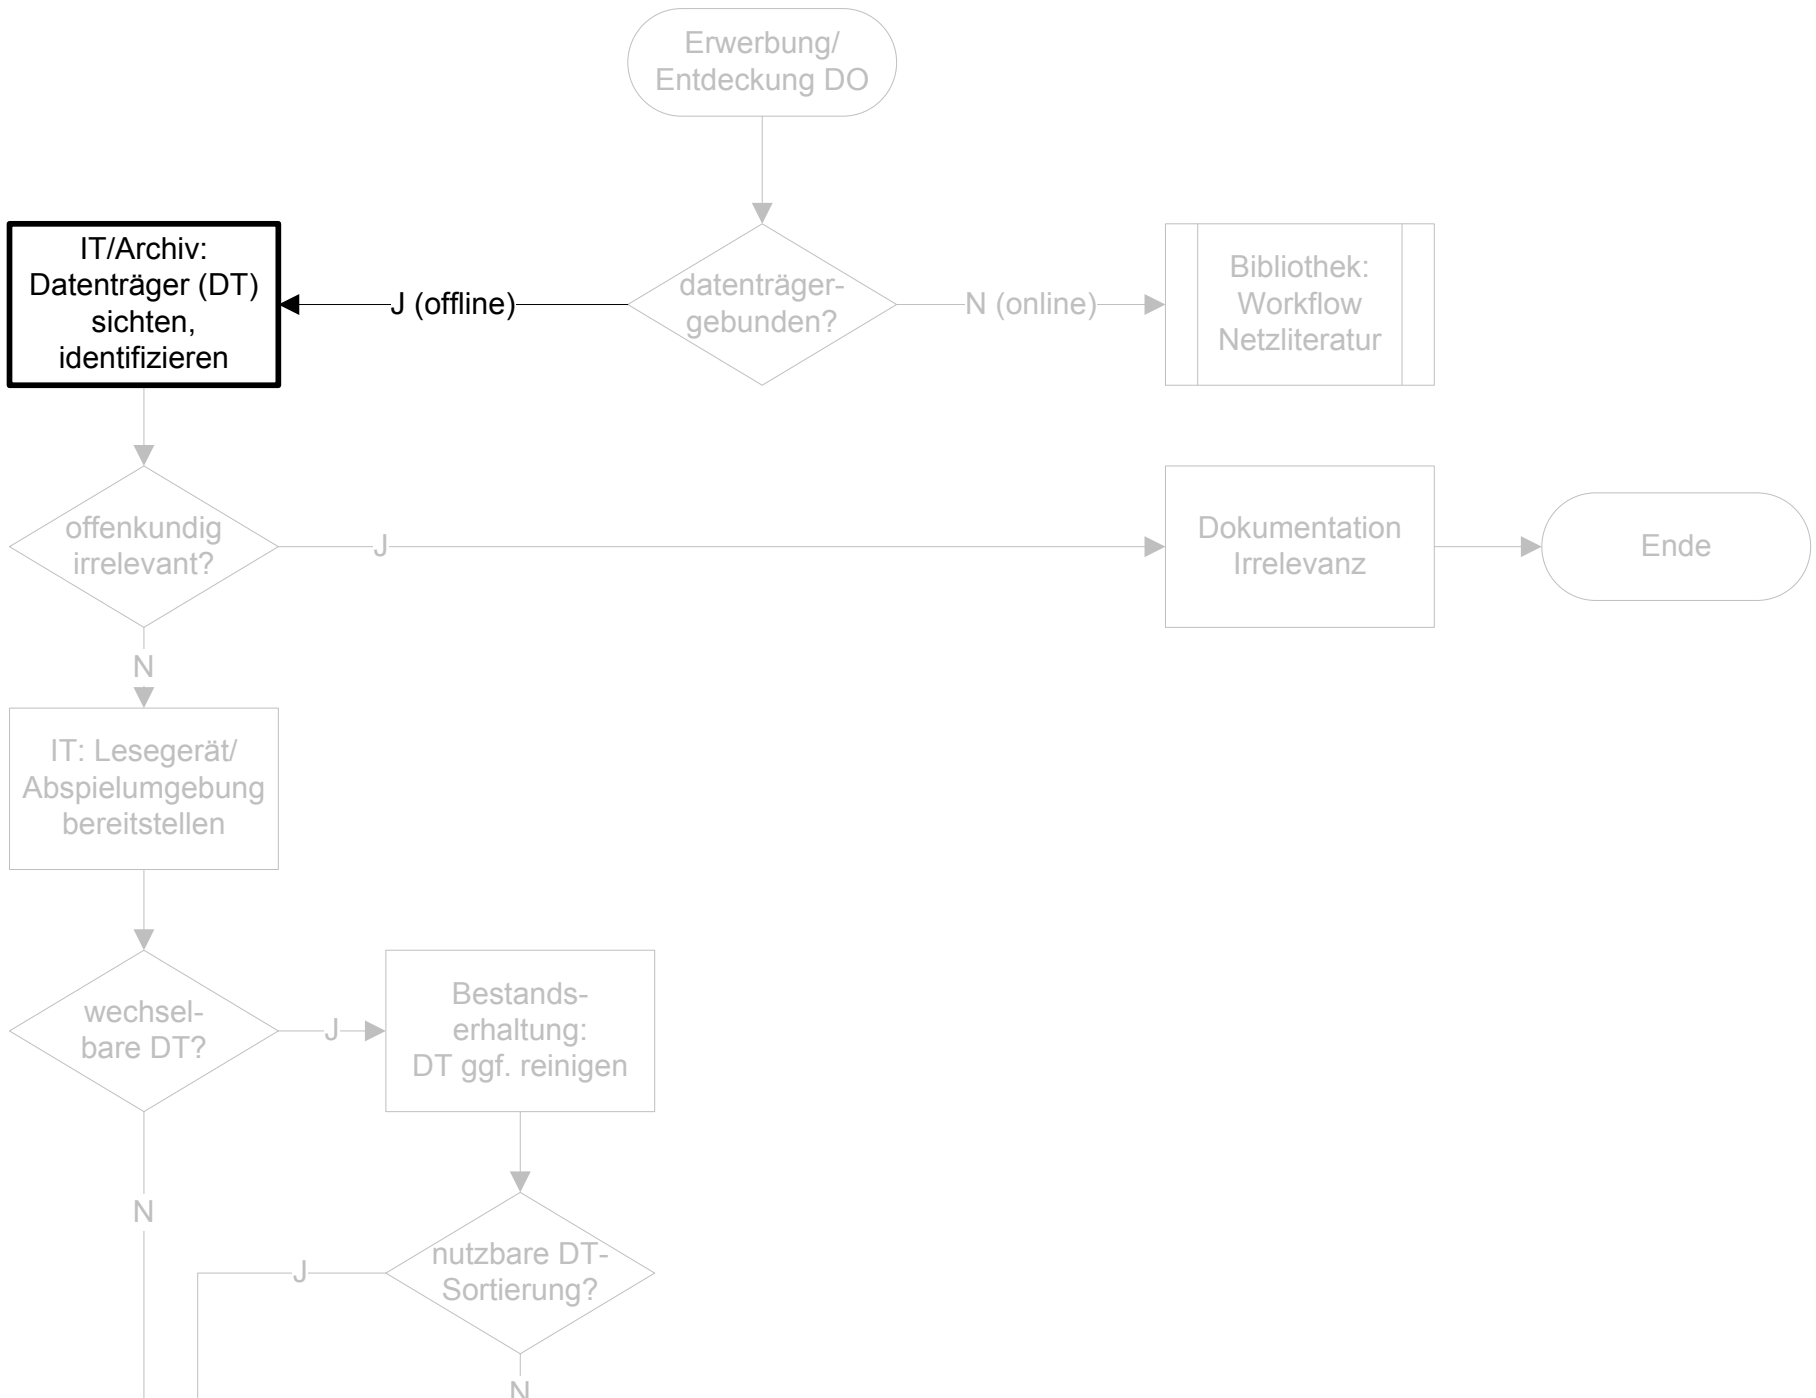 Erwerbung/
Entdeckung DO
IT/Archiv:
Datenträger (DT)
sichten,
identifizieren
J (offline)
datenträger-
gebunden?
N (online)
Bibliothek:
Workflow
Netzliteratur
offenkundig
irrelevant?
J
Dokumentation
Irrelevanz
Ende
N
IT: Lesegerät/
Abspielumgebung
bereitstellen
wechsel-
bare DT?
J
Bestands-
erhaltung:
DT ggf. reinigen
N
J
nutzbare DT-
Sortierung?
N